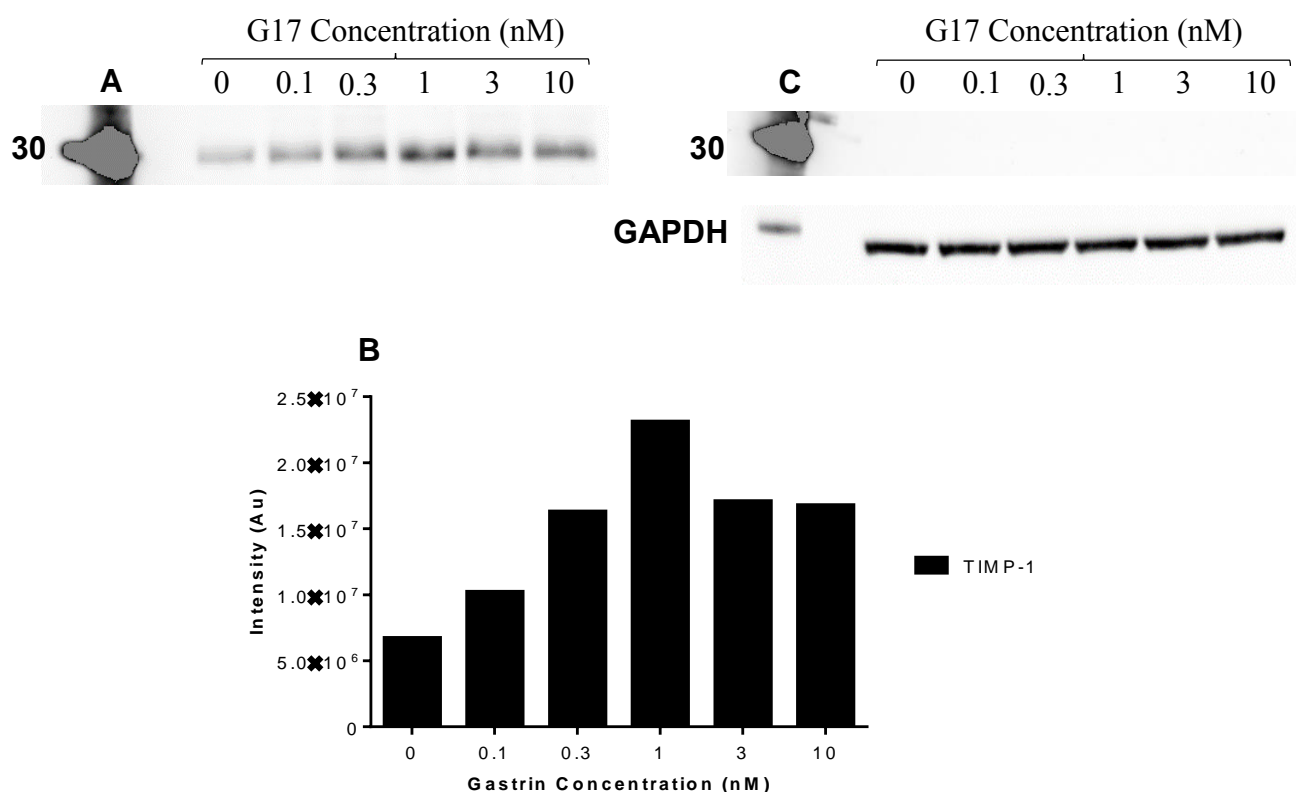 G17 Concentration (nM)
A 0 0.1 0.3 1 3 10
30
G17 Concentration (nM)
C 0 0.1 0.3 1 3 10
30
GAPDH
B
2.5✖10⁷
2.0✖10⁷
1.5✖10⁷
1.0✖10⁷
5.0✖10⁶
0
Intensity (Au)
0 0.1 0.3 1 3 10
Gastrin Concentration (nM)
TIMP-1